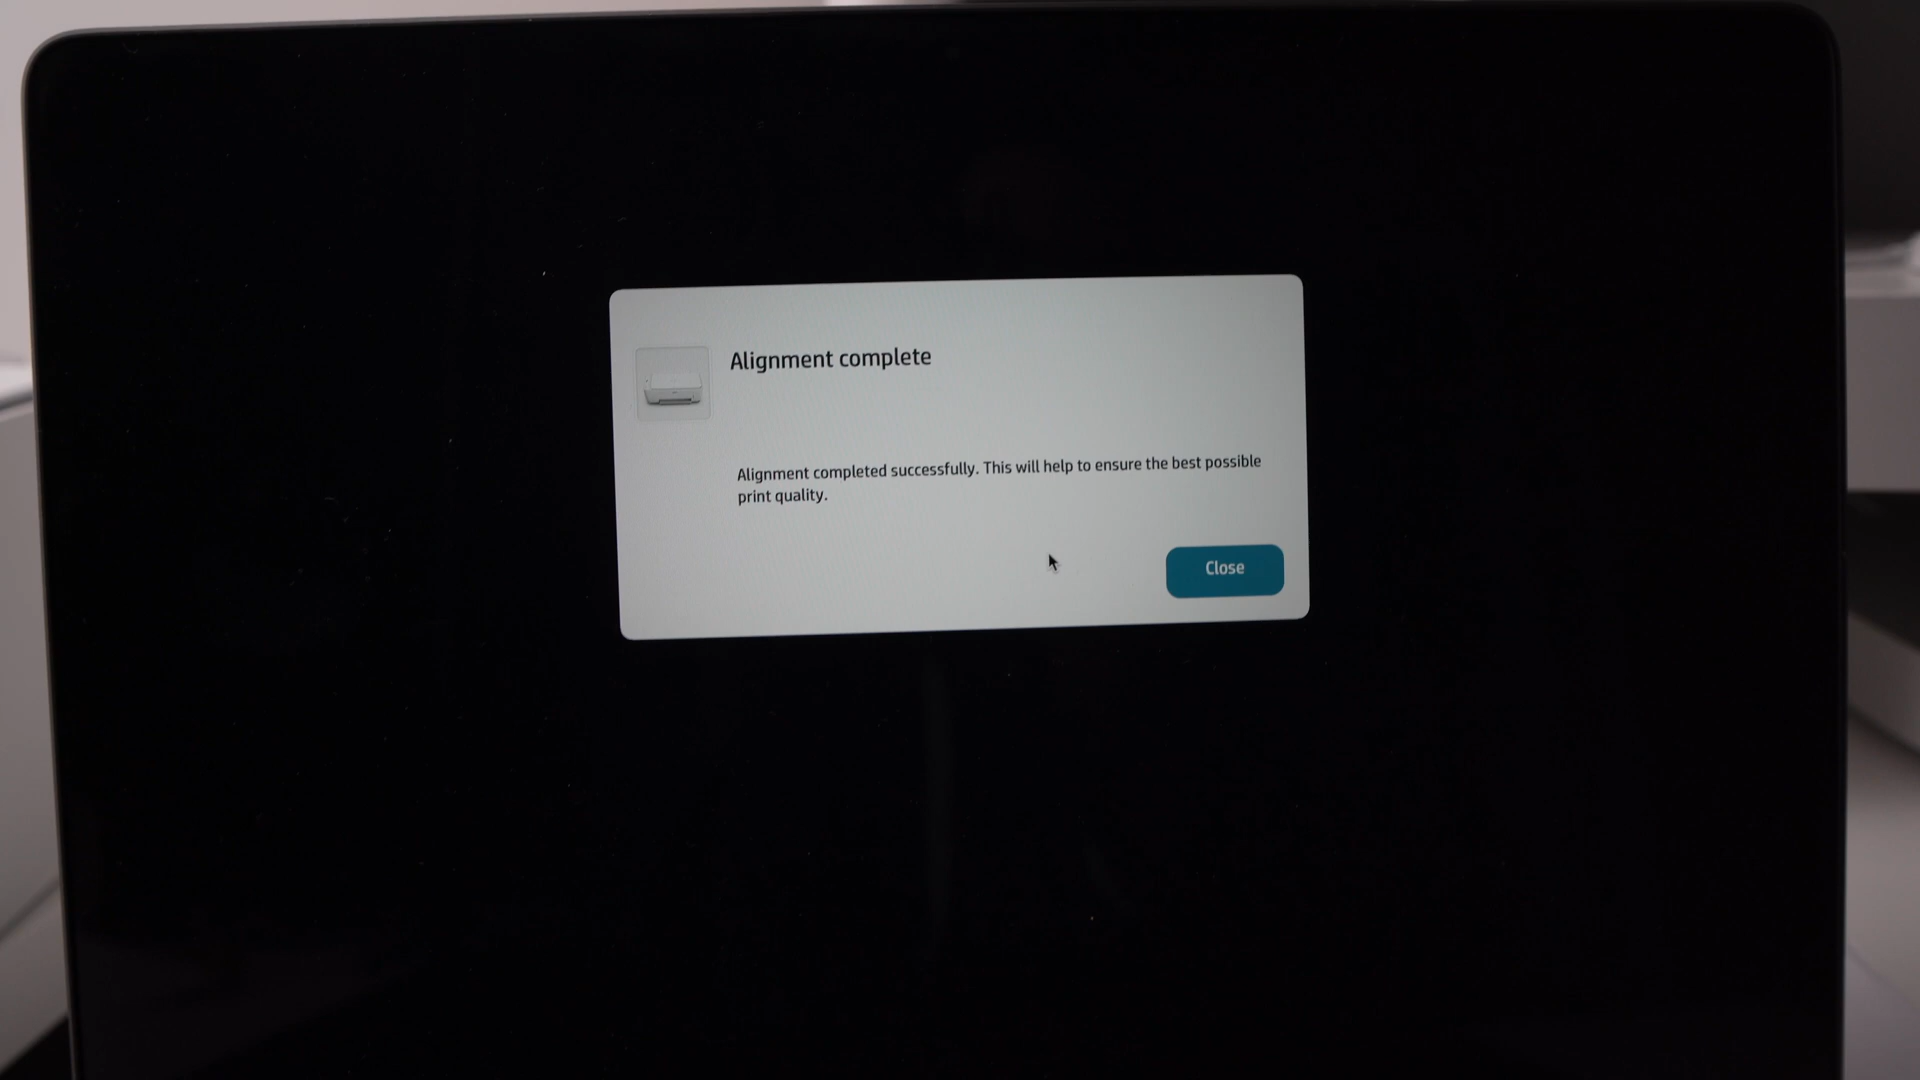 Alignment complete
Alignment completed successfully. This will help to ensure the best possible
print quality.
Close